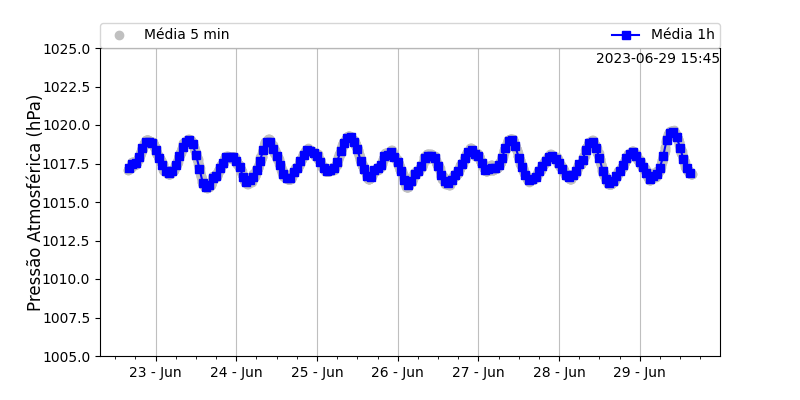 Média 5 min
Média 1h
2023-06-29 15:45
Pressão Atmosférica (hPa)
1025.0
1022.5
1020.0
1017.5
1015.0
1012.5
1010.0
1007.5
1005.0
23 - Jun
24 - Jun
25 - Jun
26 - Jun
27 - Jun
28 - Jun
29 - Jun